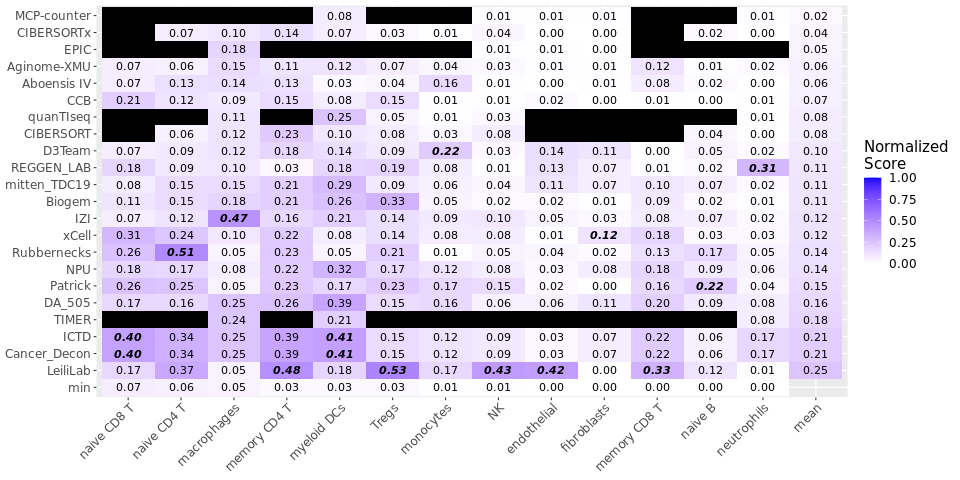 MCP-counter 0.08 0.01 0.01 0.01 0.01 0.02
CIBERSORTx 0.07 0.10 0.14 0.07 0.03 0.01 0.04 0.00 0.00 0.02 0.00 0.04
EPIC 0.18 0.01 0.01 0.00 0.05
Aginome-XMU 0.07 0.06 0.15 0.11 0.12 0.07 0.04 0.03 0.01 0.01 0.12 0.01 0.02 0.06
Aboensis IV 0.07 0.13 0.14 0.13 0.03 0.04 0.16 0.01 0.00 0.01 0.08 0.02 0.00 0.06
CCB 0.21 0.12 0.09 0.15 0.08 0.15 0.01 0.01 0.02 0.00 0.01 0.00 0.01 0.07
quanTIseq 0.11 0.25 0.05 0.01 0.03 0.01 0.08
CIBERSORT 0.06 0.12 0.23 0.10 0.08 0.03 0.08 0.04 0.00 0.08
D3Team 0.07 0.09 0.12 0.18 0.14 0.09 0.22 0.03 0.14 0.11 0.00 0.05 0.02 0.10
REGGEN_LAB 0.18 0.09 0.10 0.03 0.18 0.19 0.08 0.01 0.13 0.07 0.01 0.02 0.31 0.11
mitten_TDC19 0.08 0.15 0.15 0.21 0.29 0.09 0.06 0.04 0.11 0.07 0.10 0.07 0.02 0.11
Biogem 0.11 0.15 0.18 0.21 0.26 0.33 0.05 0.02 0.02 0.01 0.09 0.02 0.01 0.11
IZI 0.07 0.12 0.47 0.16 0.21 0.14 0.09 0.10 0.05 0.03 0.08 0.07 0.02 0.12
xCell 0.31 0.24 0.10 0.22 0.08 0.14 0.08 0.08 0.01 0.12 0.18 0.03 0.03 0.12
Rubbernecks 0.26 0.51 0.05 0.23 0.05 0.21 0.01 0.05 0.04 0.02 0.13 0.17 0.05 0.14
NPU 0.18 0.17 0.08 0.22 0.32 0.17 0.12 0.08 0.03 0.08 0.18 0.09 0.06 0.15
Patrick 0.26 0.25 0.05 0.23 0.17 0.23 0.17 0.15 0.02 0.00 0.16 0.22 0.04 0.15
DA_505 0.17 0.16 0.25 0.26 0.39 0.15 0.16 0.06 0.06 0.11 0.20 0.09 0.08 0.16
TIMER 0.24 0.21 0.08 0.18
ICTD 0.40 0.34 0.25 0.39 0.41 0.15 0.12 0.09 0.03 0.07 0.22 0.06 0.17 0.21
Cancer_Decon 0.40 0.34 0.25 0.39 0.41 0.15 0.12 0.09 0.03 0.07 0.22 0.06 0.17 0.21
LeiliLab 0.17 0.37 0.05 0.48 0.18 0.53 0.17 0.43 0.42 0.00 0.33 0.12 0.01 0.25
min 0.07 0.06 0.05 0.03 0.03 0.03 0.01 0.01 0.00 0.00 0.00 0.00 0.00
naive CD8 T
naive CD4 T
macrophages
memory CD4 T
myeloid DCs
Tregs
monocytes
NK
endothelial
fibroblasts
memory CD8 T
naive B
neutrophils
mean
Normalized
Score
1.00
0.75
0.50
0.25
0.00